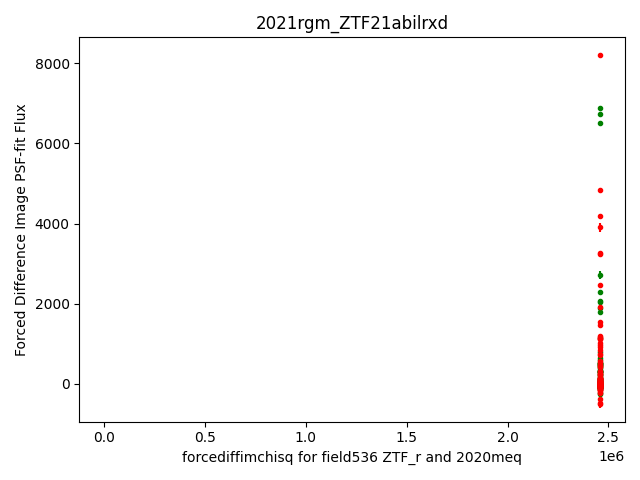 2021rgm_ZTF21abilrxd
Forced Difference Image PSF-fit Flux
8000
6000
4000
2000
0
0.0 0.5 1.0 1.5 2.0 2.5
1e6
forcediffimchisq for field536 ZTF_r and 2020meq